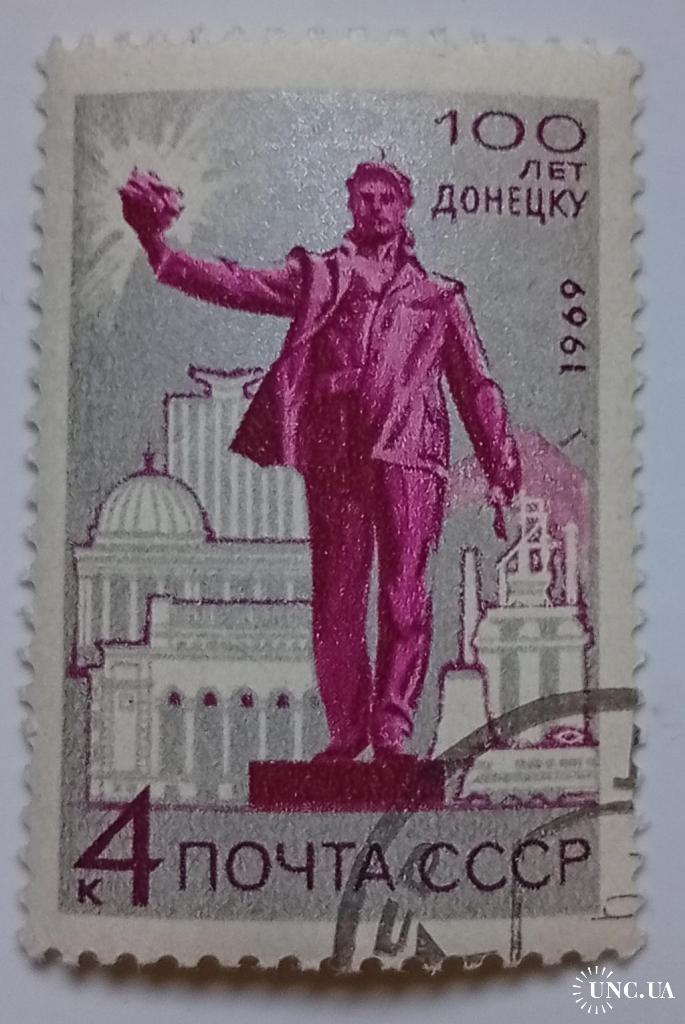 100
ЛЕТ
ДОНЕЦКУ
1969
4 К ПОЧТА СССР
UNC.UA